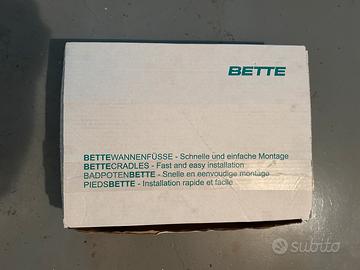 BETTE
BETTEWANNENFÜSSE - Schnelle und einfache Montage
BETTECRADLES - Fast and easy installation
BADPOTENBETTE - Snelle en eenvoudige montage
PIEDSBETTE - Installation rapide et facile
subito